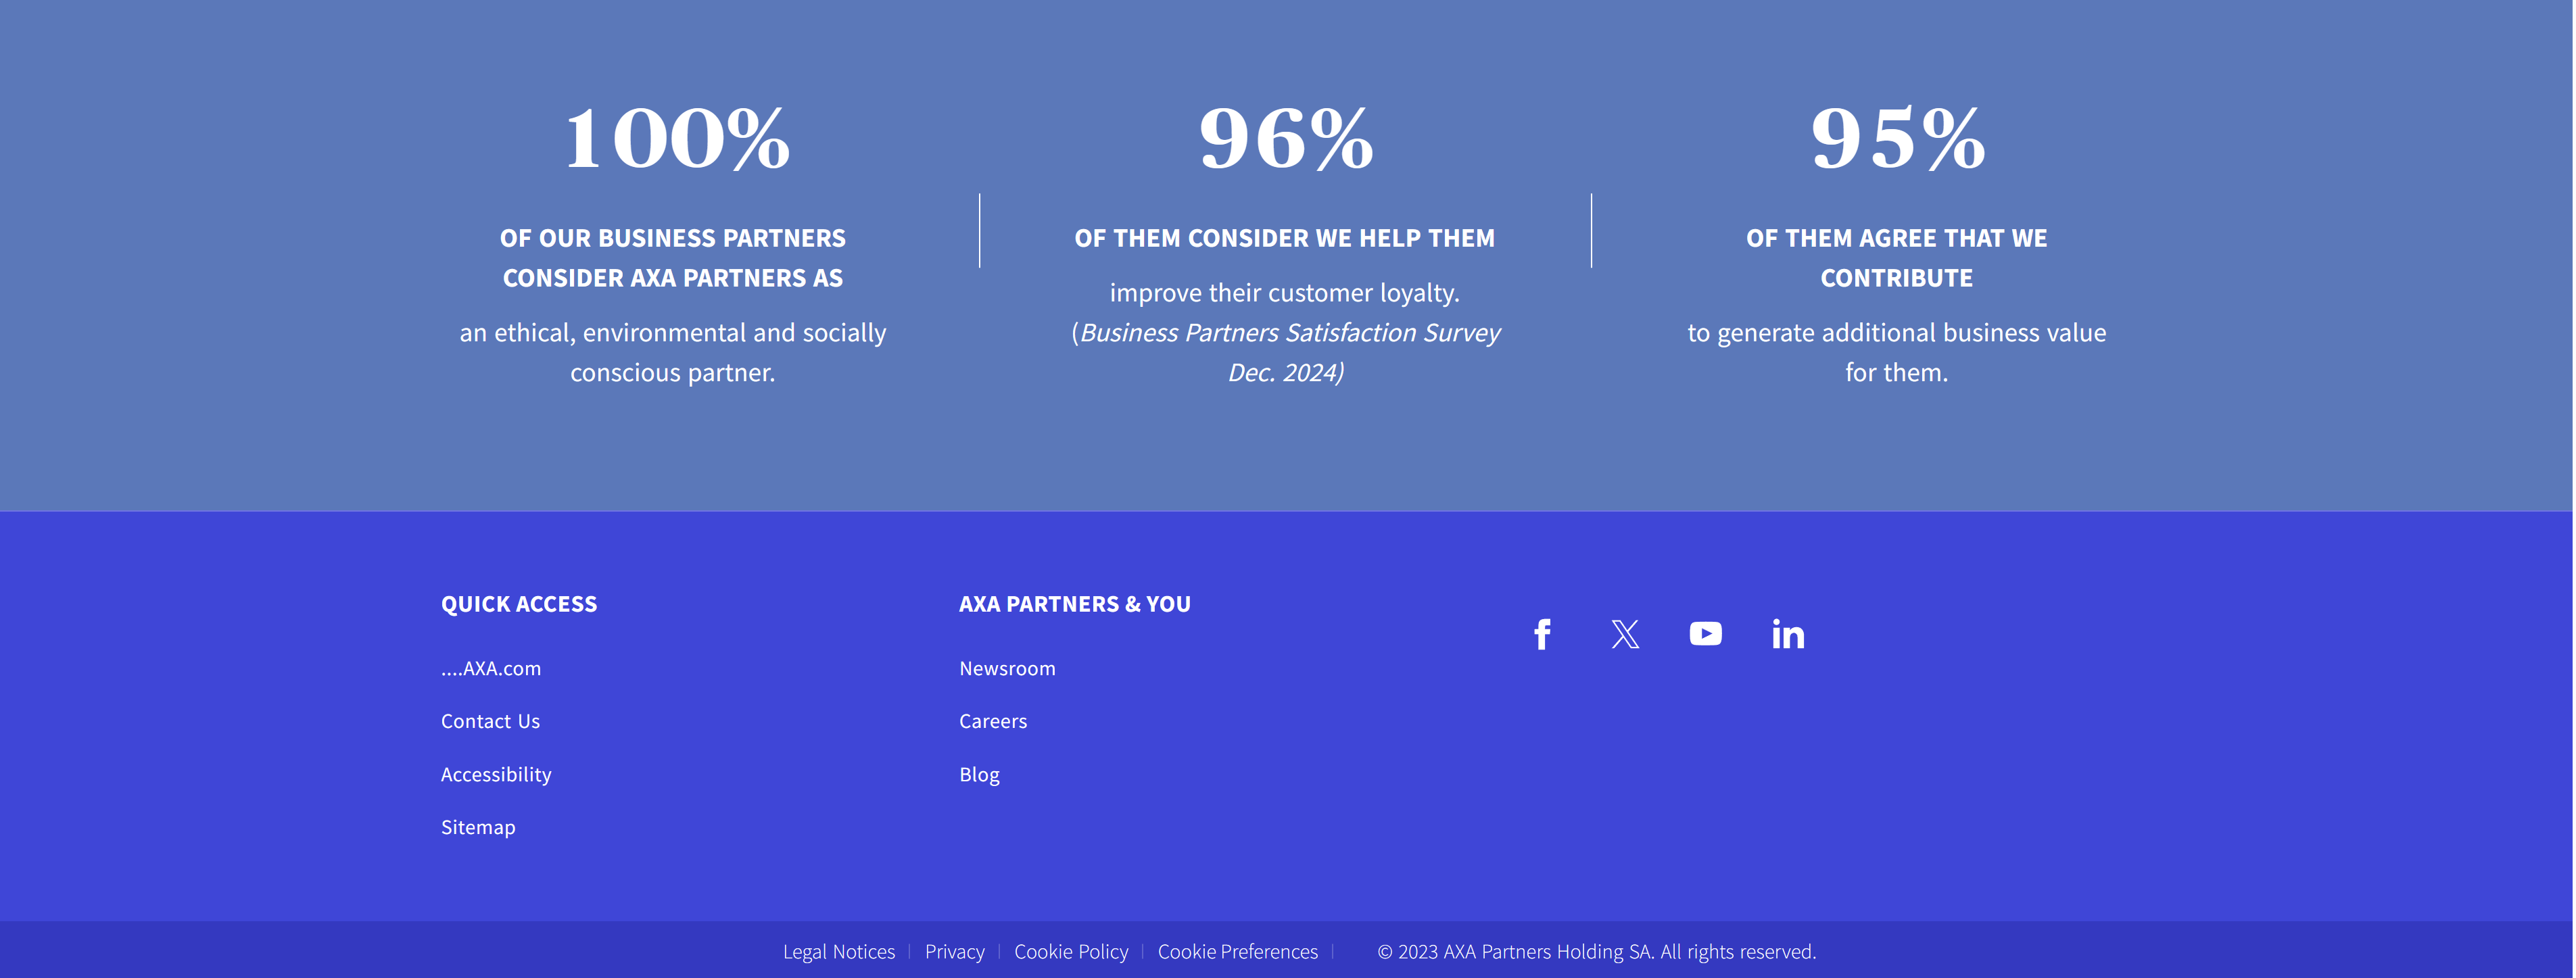 100%
OF OUR BUSINESS PARTNERS
CONSIDER AXA PARTNERS AS
an ethical, environmental and socially
conscious partner.
96%
OF THEM CONSIDER WE HELP THEM
improve their customer loyalty.
(Business Partners Satisfaction Survey
Dec. 2024)
95%
OF THEM AGREE THAT WE
CONTRIBUTE
to generate additional business value
for them.
QUICK ACCESS
....AXA.com
Contact Us
Accessibility
Sitemap
AXA PARTNERS & YOU
Newsroom
Careers
Blog
Legal Notices | Privacy | Cookie Policy | Cookie Preferences | © 2023 AXA Partners Holding SA. All rights reserved.